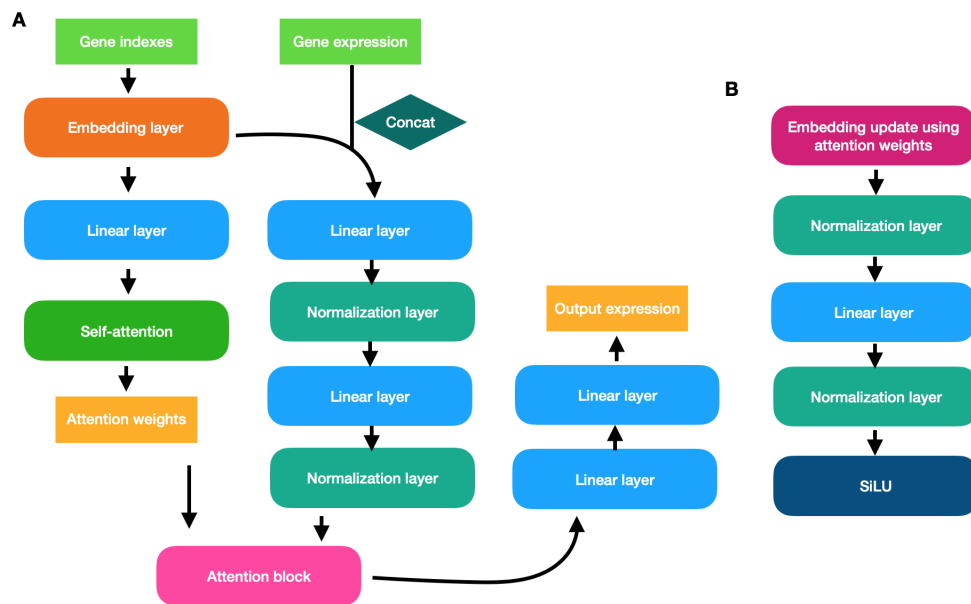 A
Gene indexes
Embedding layer
Linear layer
Self-attention
Attention weights
Gene expression
Concat
Linear layer
Normalization layer
Linear layer
Normalization layer
Attention block
Output expression
Linear layer
Linear layer
B
Embedding update using
attention weights
Normalization layer
Linear layer
Normalization layer
SiLU